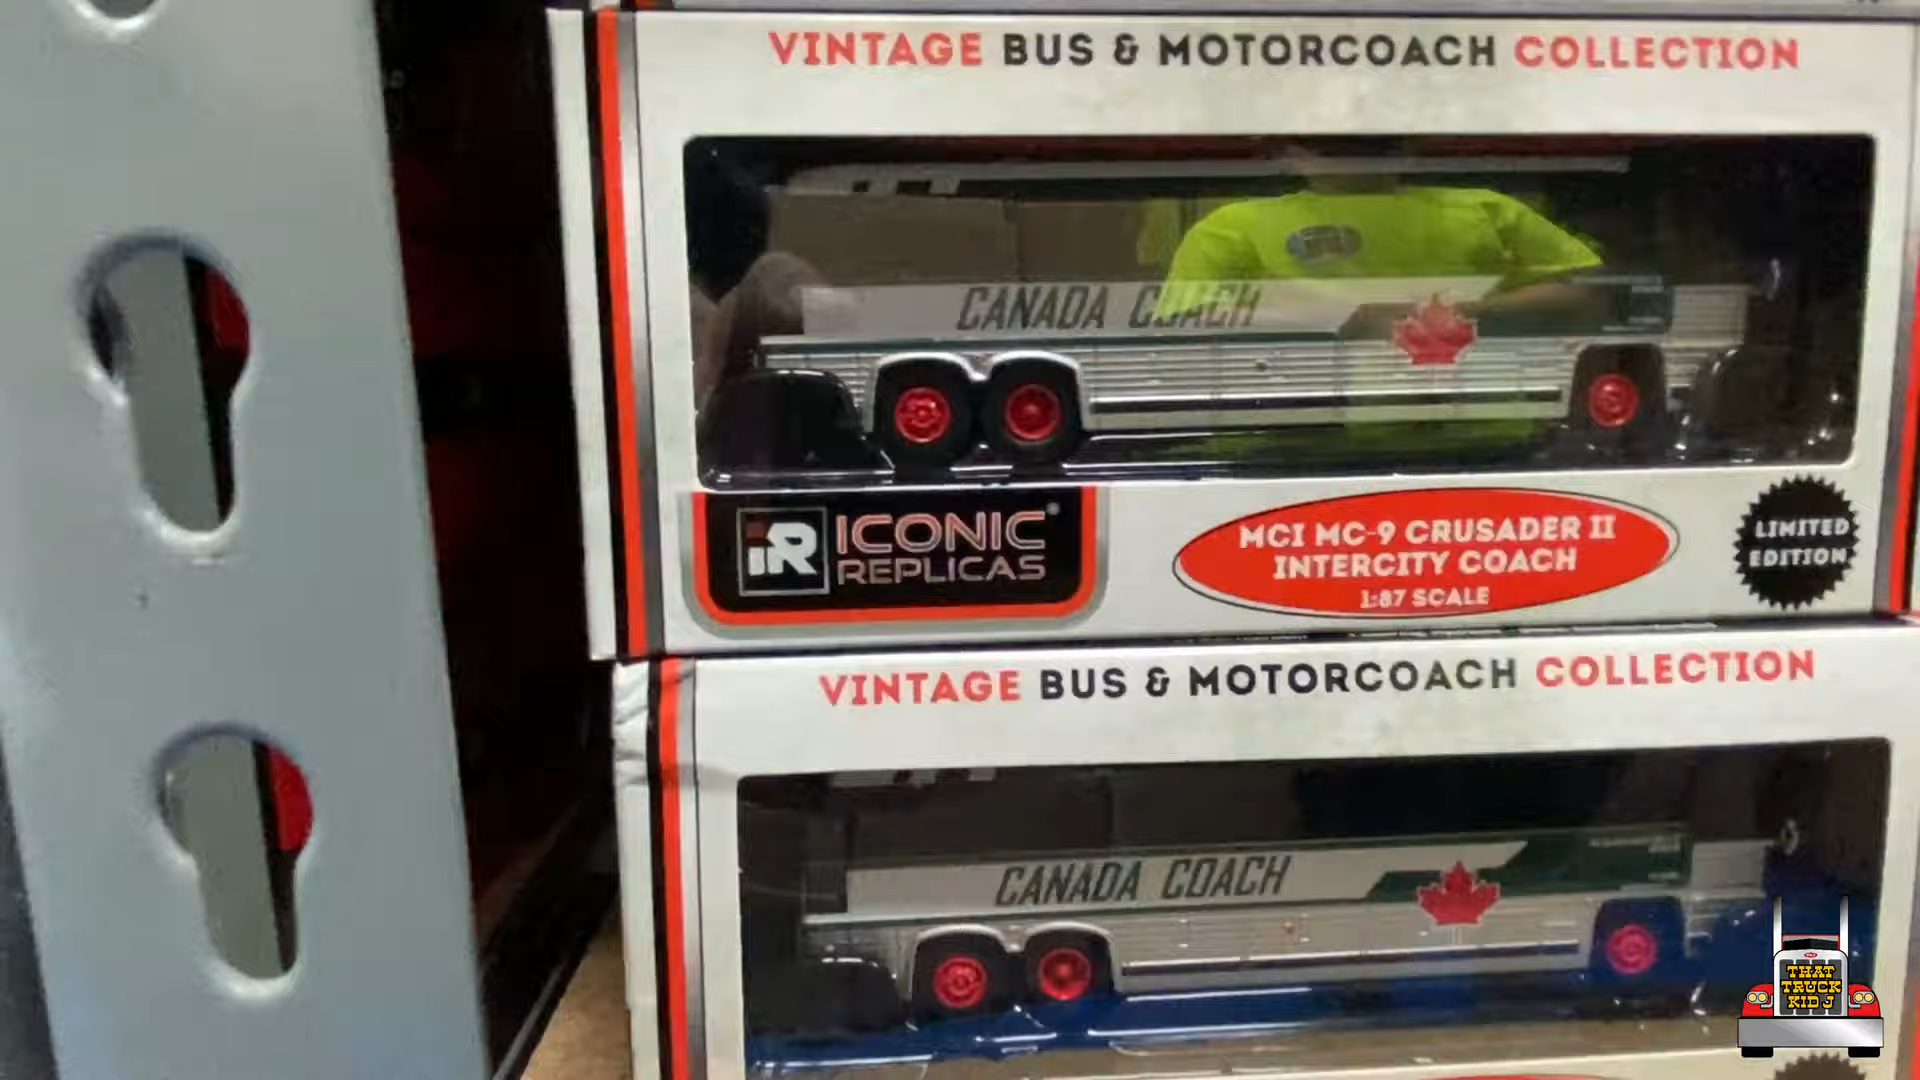 VINTAGE BUS & MOTORCOACH COLLECTION
CANADA COACH
iR ICONIC
REPLICAS
MCI MC-9 CRUSADER II
INTERCITY COACH
1:87 SCALE
LIMITED
EDITION
VINTAGE BUS & MOTORCOACH COLLECTION
CANADA COACH
THAT
TRUCK
KID J